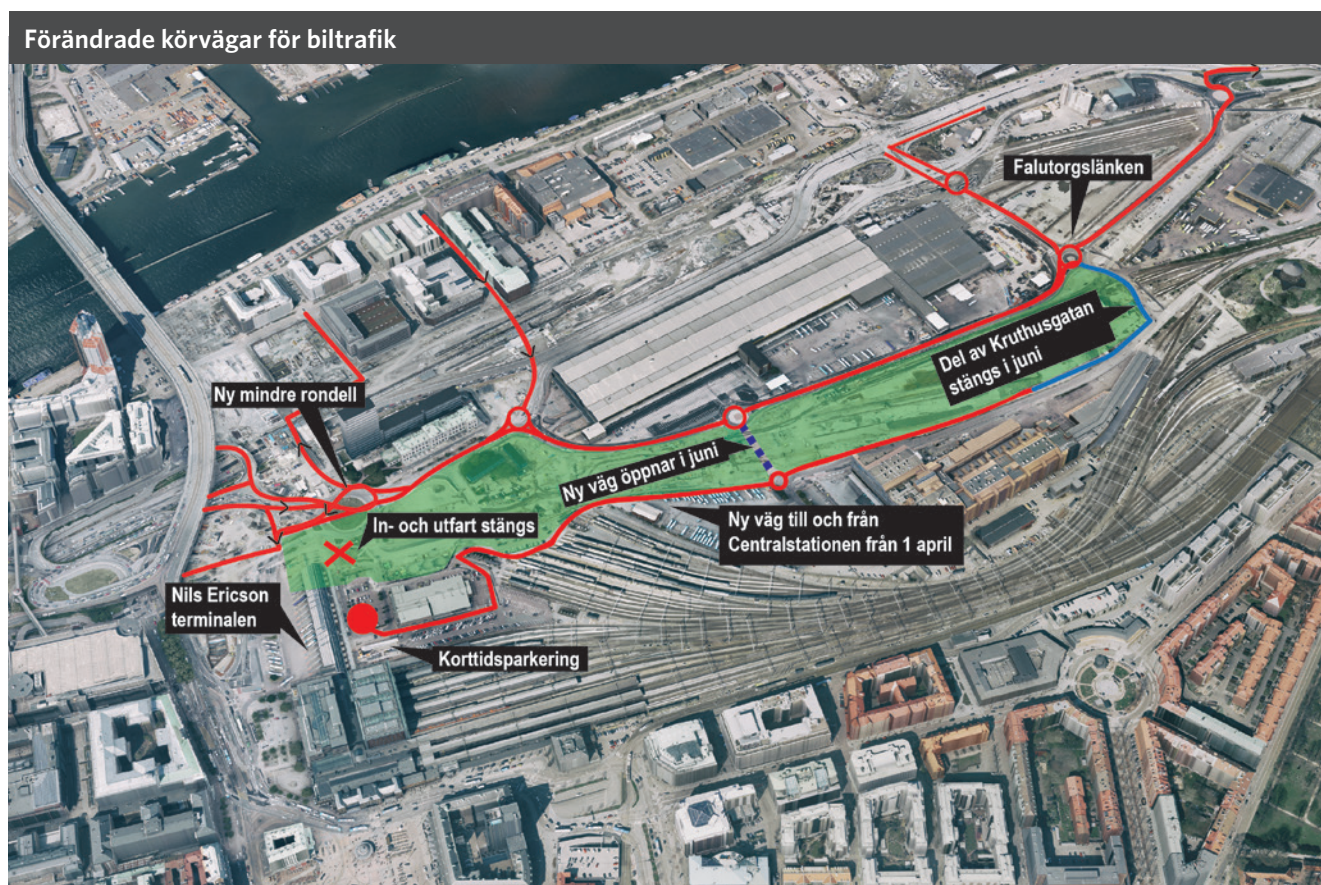 Förändrade körvägar för biltrafik
Falutorgslänken
Del av Kruthusgatan
stängs i juni
Ny mindre rondell
Ny väg öppnar i juni
In- och utfart stängs
Ny väg till och från
Centralstationen från 1 april
Nils Ericson
terminalen
Korttidsparkering